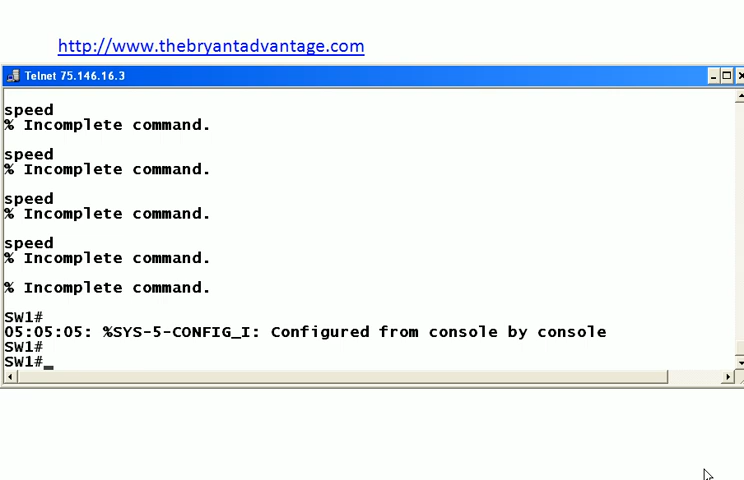 http://www.thebryantadvantage.com
Telnet 75.146.16.3
speed
% Incomplete command.
speed
% Incomplete command.
speed
% Incomplete command.
speed
% Incomplete command.
% Incomplete command.
SW1#
05:05:05: %SYS-5-CONFIG_I: Configured from console by console
SW1#
SW1#_